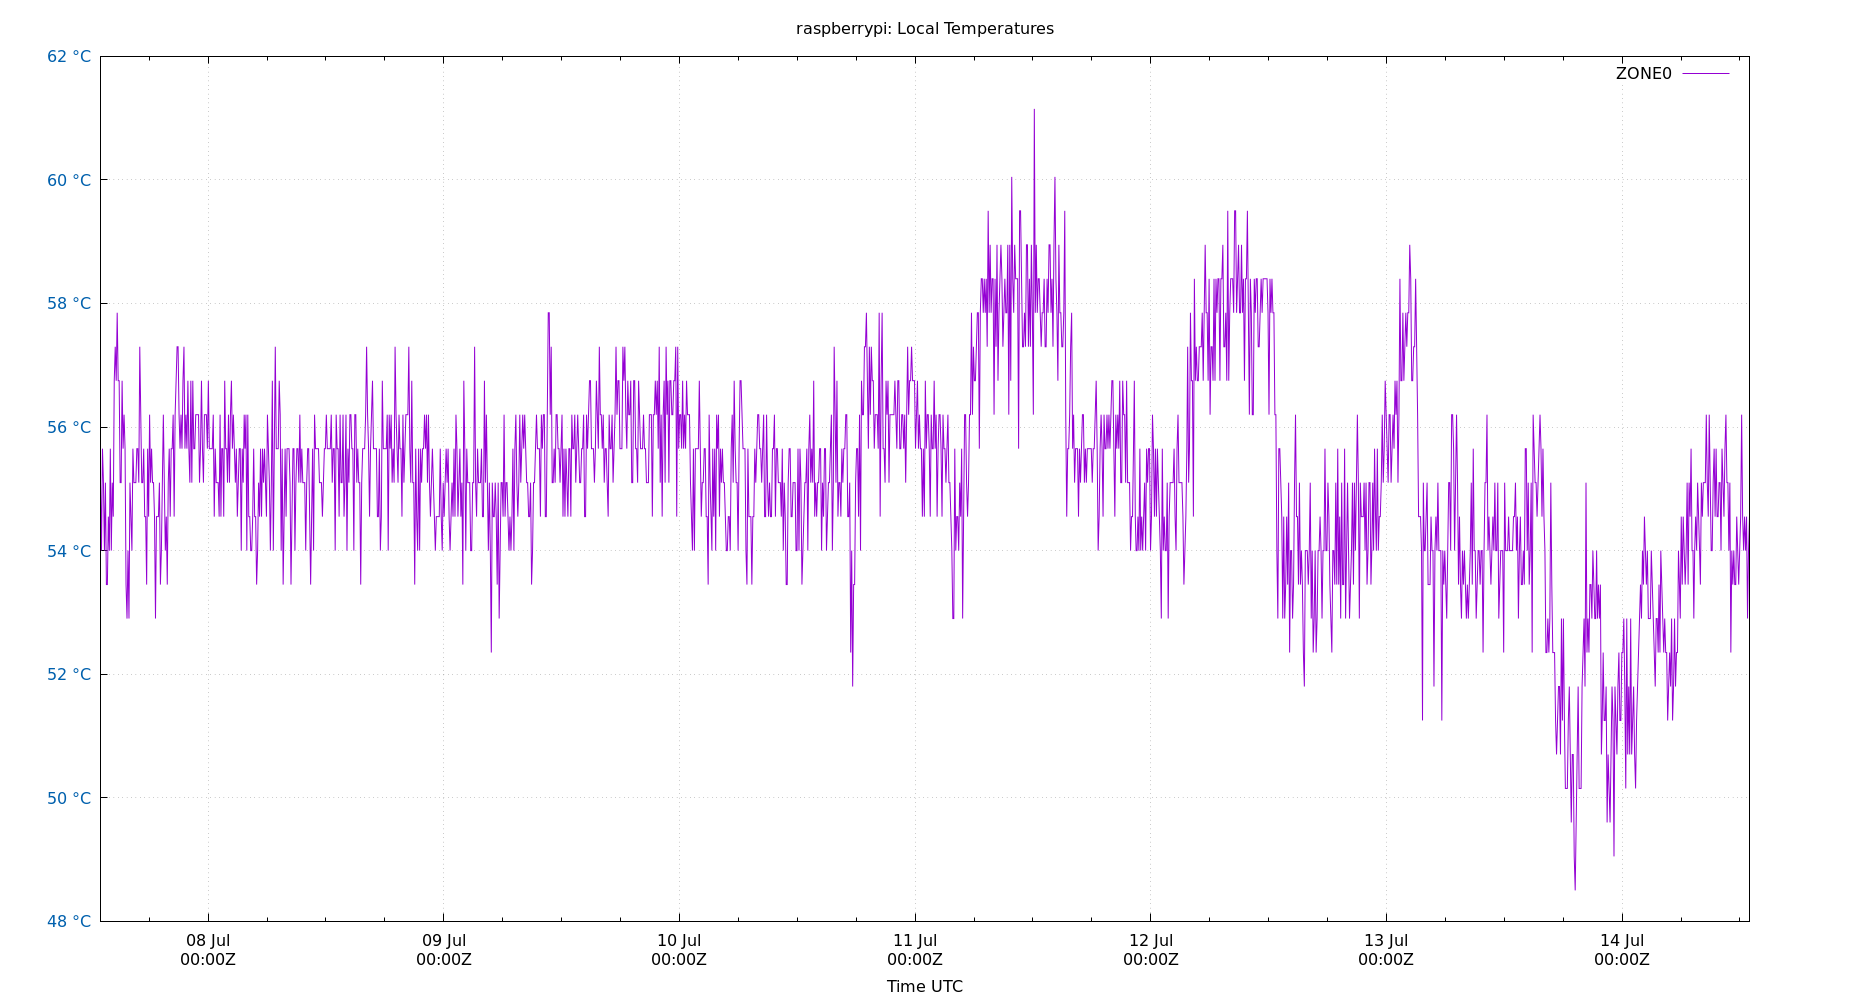 raspberrypi: Local Temperatures
62 °C
ZONE0
60 °C
58 °C
56 °C
54 °C
52 °C
50 °C
48 °C
08 Jul 09 Jul 10 Jul 11 Jul 12 Jul 13 Jul 14 Jul
00:00Z 00:00Z 00:00Z 00:00Z 00:00Z 00:00Z 00:00Z
Time UTC